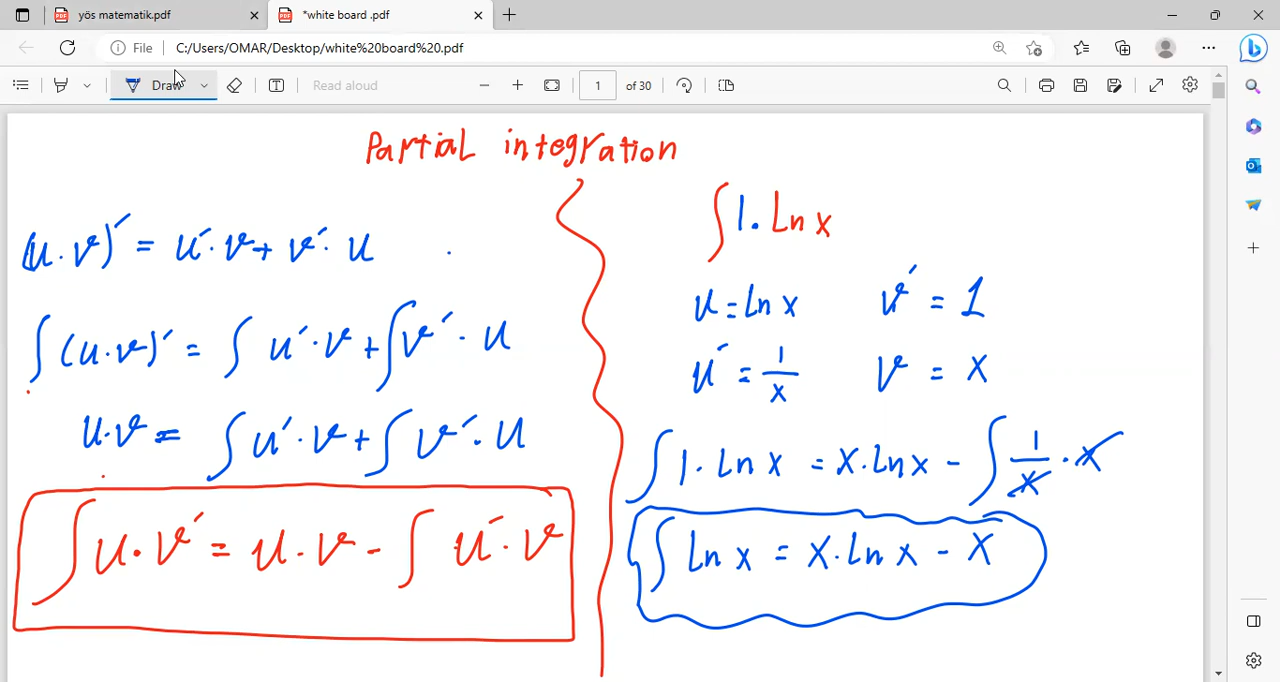 yös matematik.pdf
*white board .pdf
File
C:/Users/OMAR/Desktop/white%20board%20.pdf
Draw
Read aloud
1 of 30
Partial integration
(u·v)′ = u′·v + v′·u
∫(u·v)′ = ∫u′·v + ∫v′·u
u·v = ∫u′·v + ∫v′·u
∫u·v′ = u·v - ∫u′·v
∫1·Ln x
u = Ln x v′ = 1
u′ = 1/x v = x
∫1·Ln x = x·Ln x - ∫1/x·x
∫Ln x = x·Ln x - x